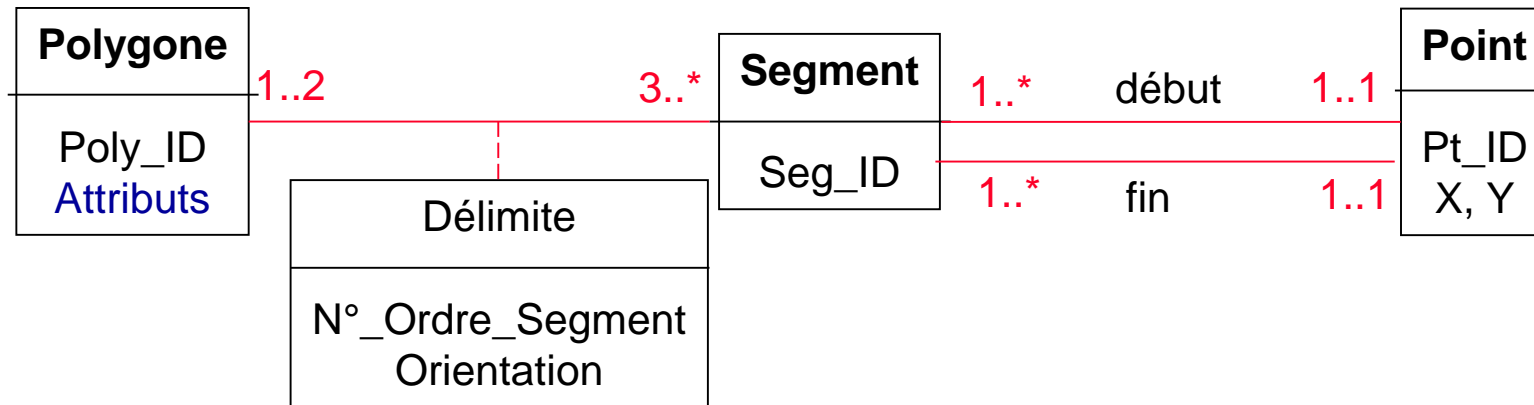 Polygone
Poly_ID
Attributs
1..2
3..*
Délimite
N°_Ordre_Segment
Orientation
Segment
Seg_ID
1..*
début
1..1
1..*
fin
1..1
Point
Pt_ID
X, Y